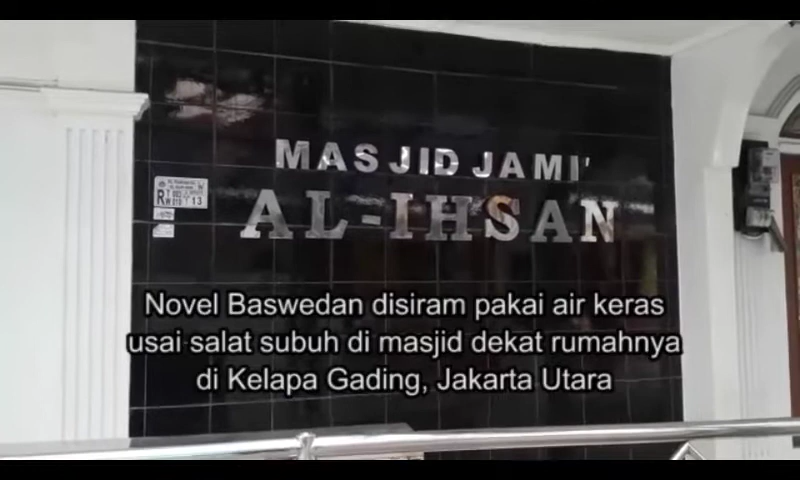 MASJID JAMI'
AL-IHSAN
Novel Baswedan disiram pakai air keras
usai salat subuh di masjid dekat rumahnya
di Kelapa Gading, Jakarta Utara